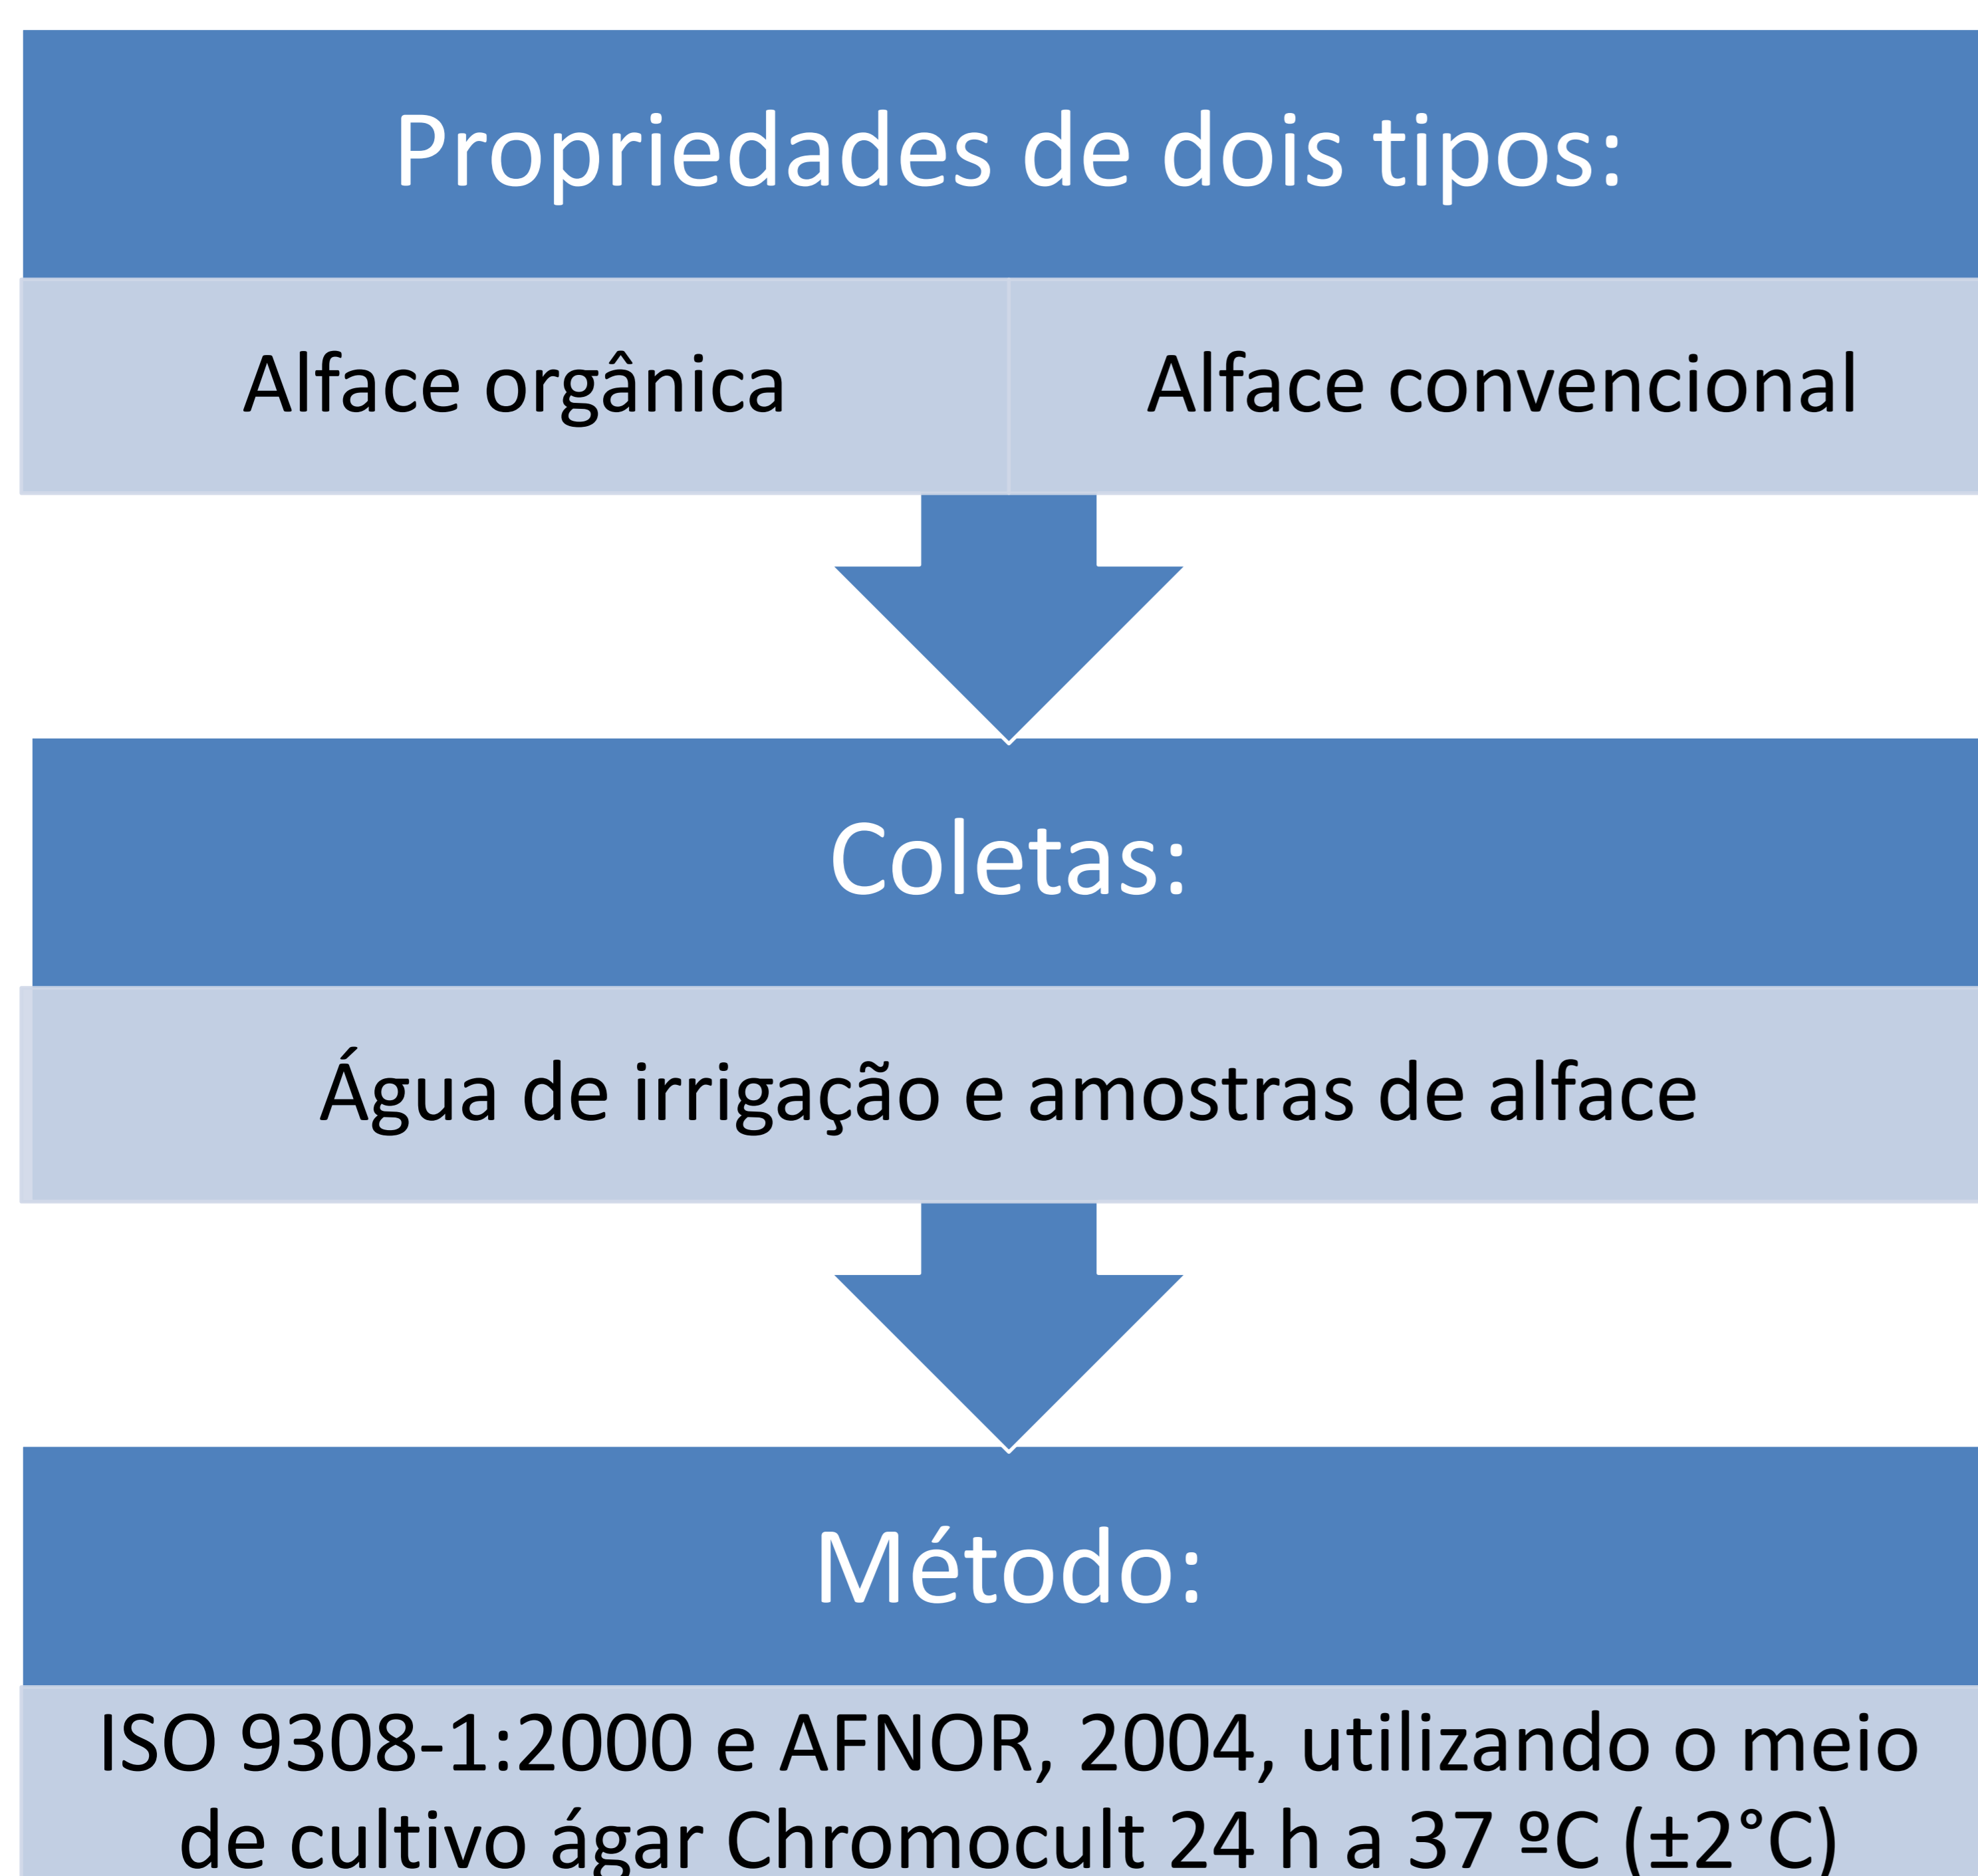 Propriedades de dois tipos:
Alface orgânica
Alface convencional
Coletas:
Água de irrigação e amostras de alface
Método:
ISO 9308-1:2000 e AFNOR, 2004, utilizando o meio
de cultivo ágar Chromocult 24 h a 37 ºC (±2°C)